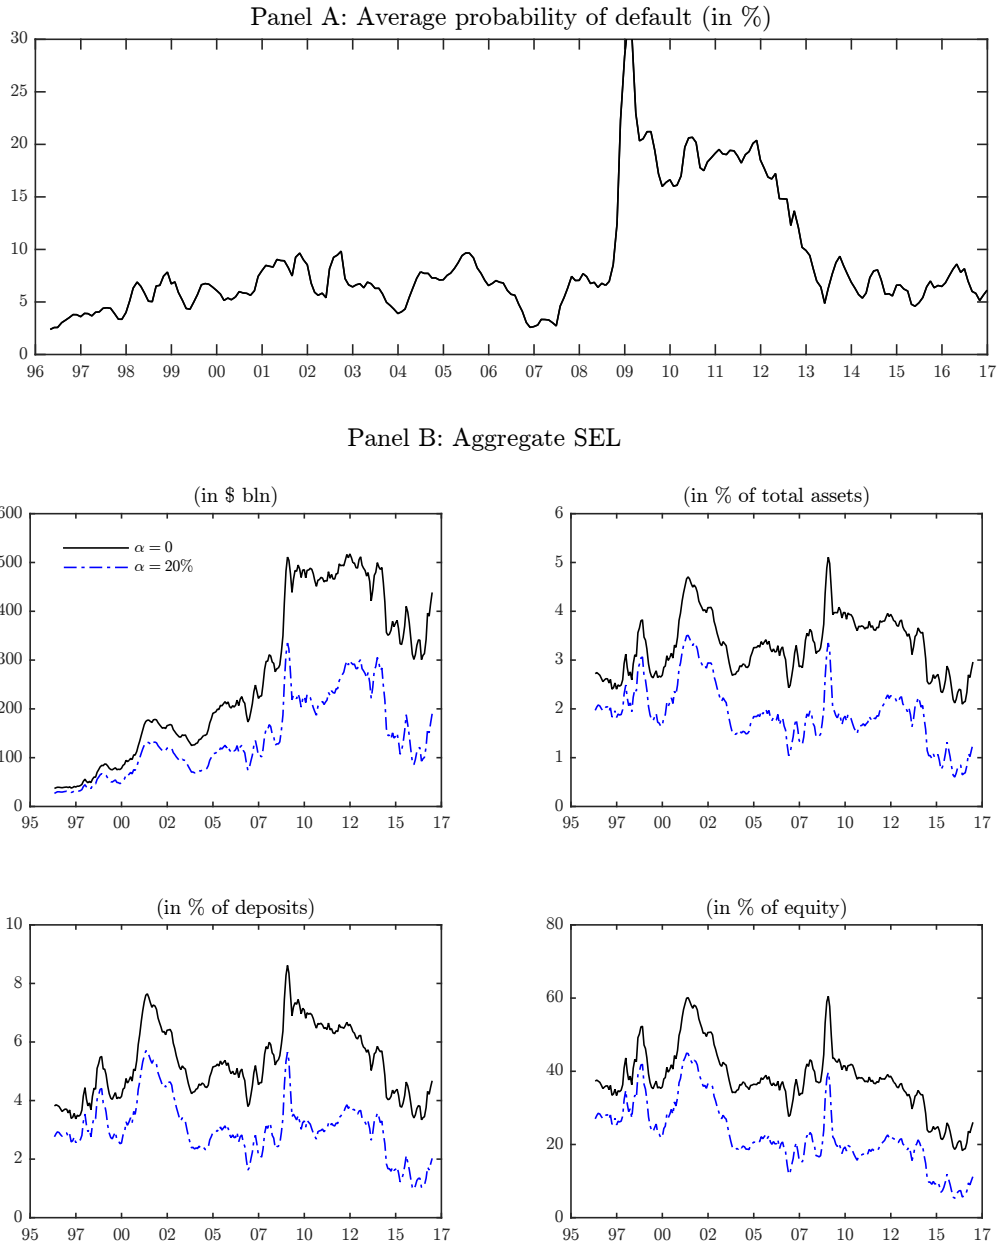 Panel A: Average probability of default (in %)
30
25
20
15
10
5
0
96 97 98 99 00 01 02 03 04 05 06 07 08 09 10 11 12 13 14 15 16 17
Panel B: Aggregate SEL
(in $ bln)
600
500
400
300
200
100
0
α = 0
α = 20%
95 97 00 02 05 07 10 12 15 17
(in % of total assets)
6
5
4
3
2
1
0
95 97 00 02 05 07 10 12 15 17
(in % of deposits)
10
8
6
4
2
0
95 97 00 02 05 07 10 12 15 17
(in % of equity)
80
60
40
20
0
95 97 00 02 05 07 10 12 15 17